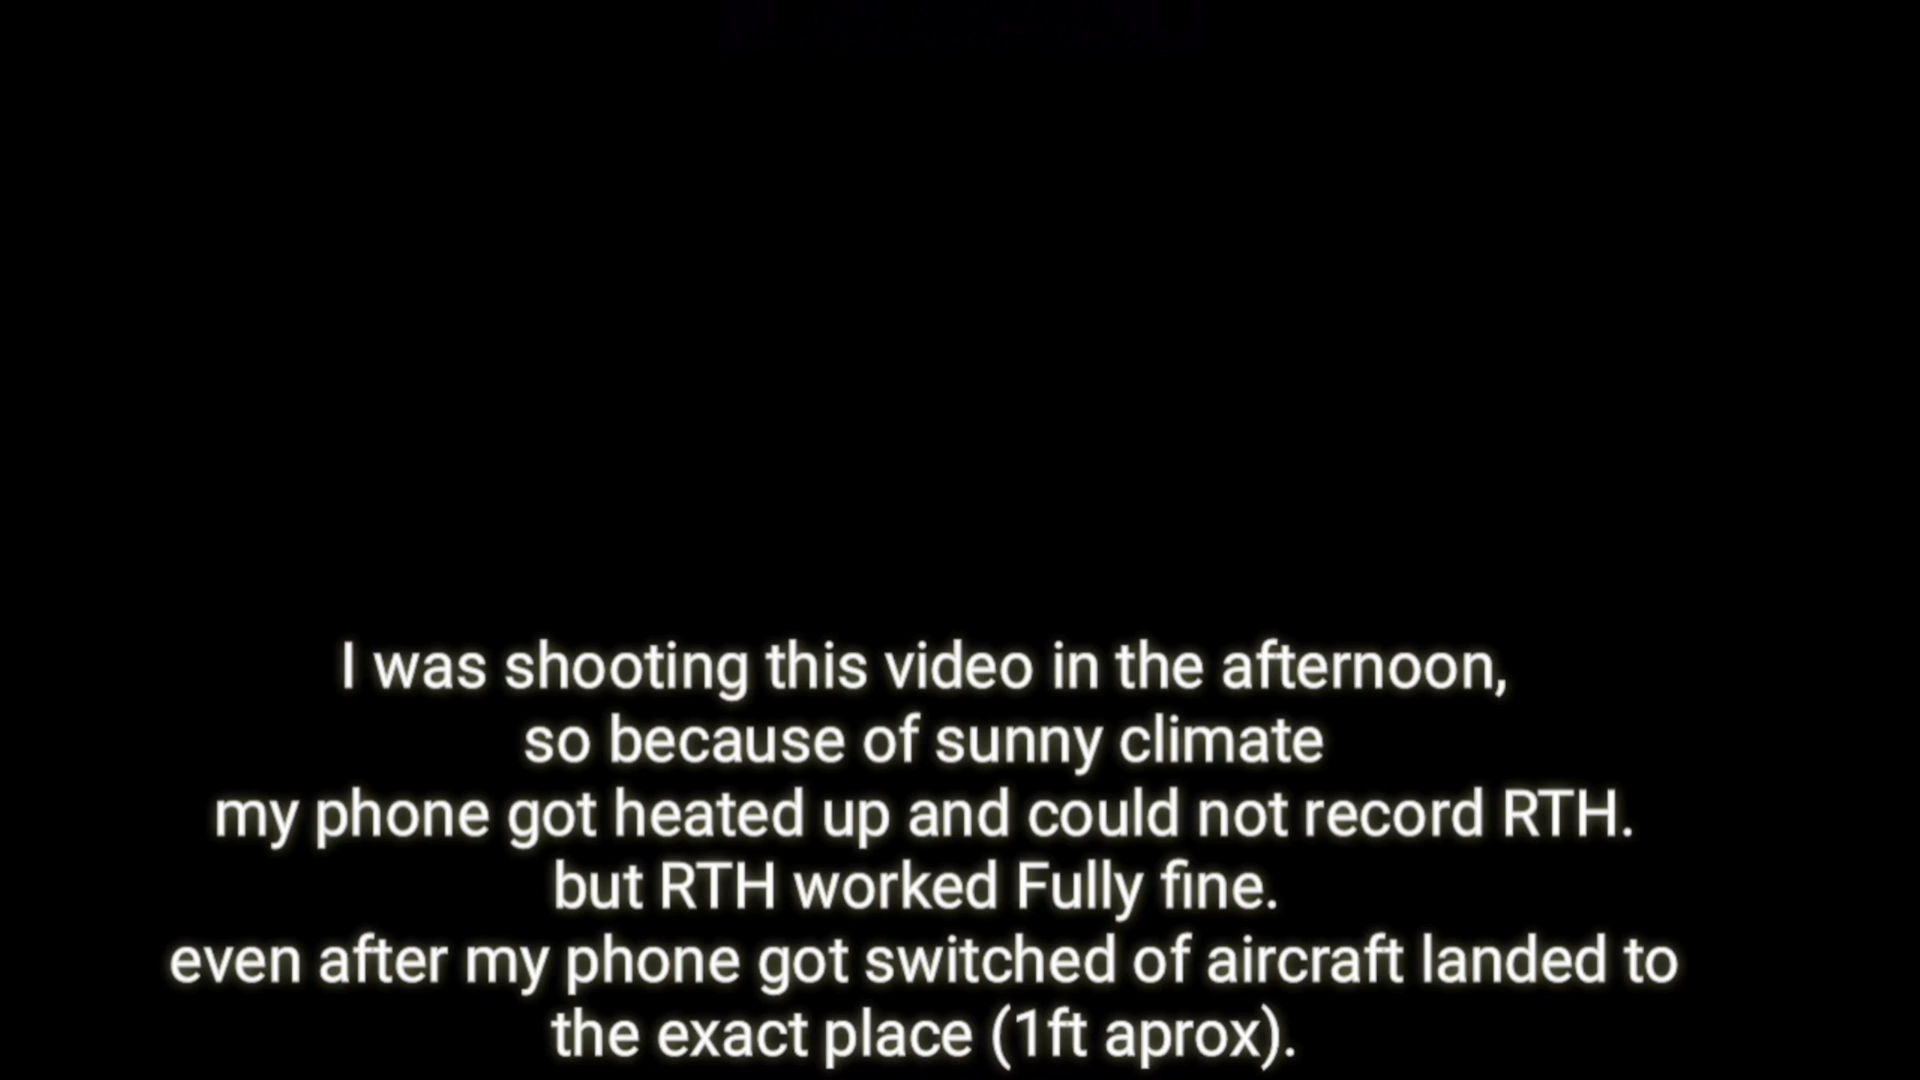 I was shooting this video in the afternoon,
so because of sunny climate
my phone got heated up and could not record RTH.
but RTH worked Fully fine.
even after my phone got switched of aircraft landed to
the exact place (1ft aprox).